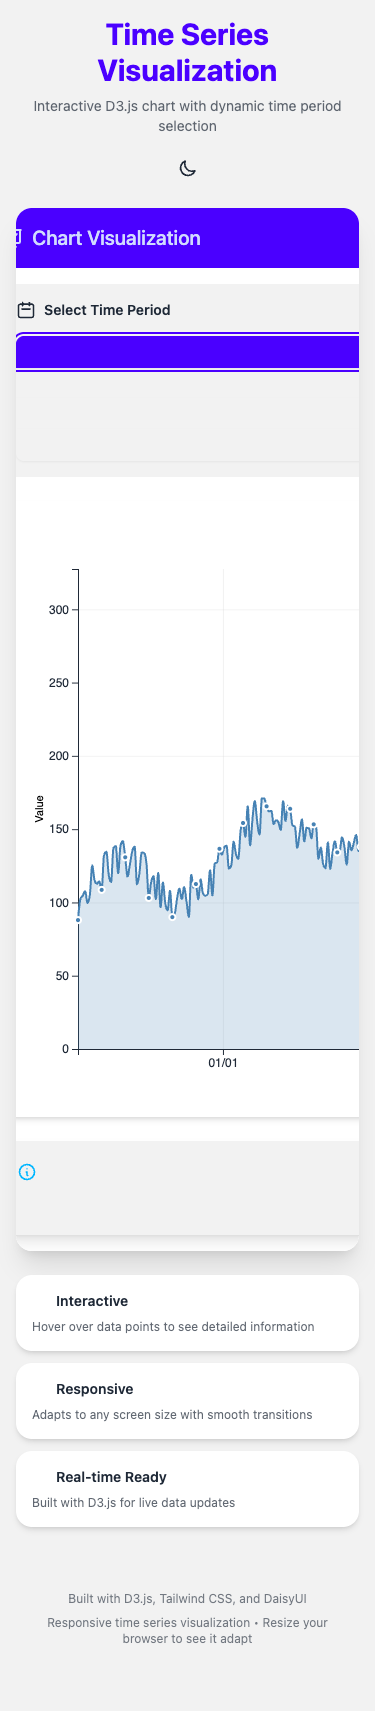 Time Series
Visualization
Interactive D3.js chart with dynamic time period
selection
Chart Visualization
Select Time Period
300
250
200
150
100
50
0
Value
01/01
Interactive
Hover over data points to see detailed information
Responsive
Adapts to any screen size with smooth transitions
Real-time Ready
Built with D3.js for live data updates
Built with D3.js, Tailwind CSS, and DaisyUI
Responsive time series visualization • Resize your
browser to see it adapt